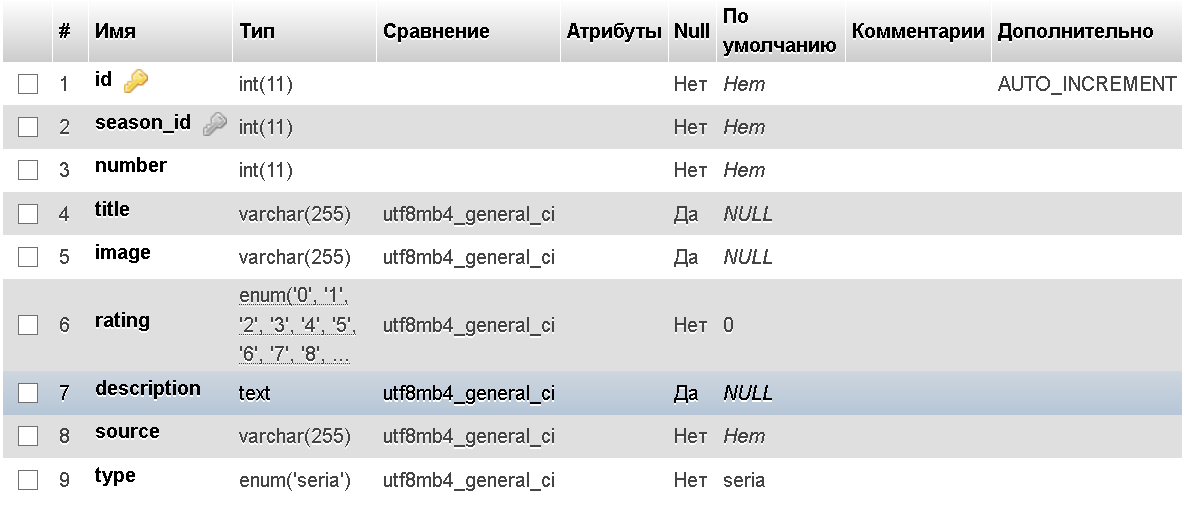 # Имя Тип Сравнение Атрибуты Null По умолчанию Комментарии Дополнительно
1 id int(11) Нет Нет AUTO_INCREMENT
2 season_id int(11) Нет Нет
3 number int(11) Нет Нет
4 title varchar(255) utf8mb4_general_ci Да NULL
5 image varchar(255) utf8mb4_general_ci Да NULL
6 rating enum('0', '1', '2', '3', '4', '5', '6', '7', '8', ... utf8mb4_general_ci Нет 0
7 description text utf8mb4_general_ci Да NULL
8 source varchar(255) utf8mb4_general_ci Нет Нет
9 type enum('seria') utf8mb4_general_ci Нет seria